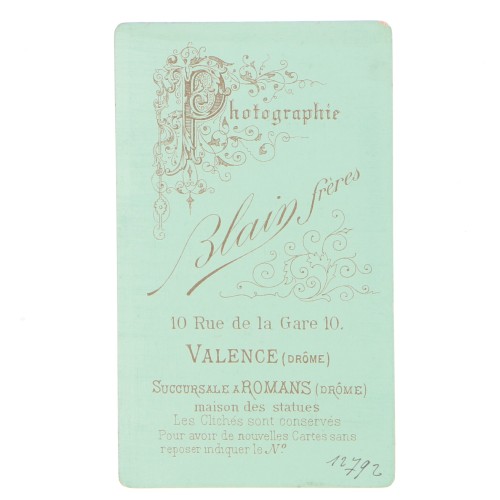 Photographie
Blain frères
10 Rue de la Gare 10.
VALENCE (DRÔME)
SUCCURSALE A ROMANS (DRÔME)
maison des statues
Les Clichés sont conservés
Pour avoir de nouvelles Cartes sans
reposer indiquer le Nº
12792